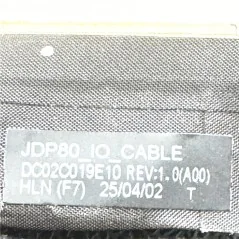 JDP80_IO_CABLE
DC02C019E10 REV:1.0(A00)
HLN (F7) 25/04/02 T